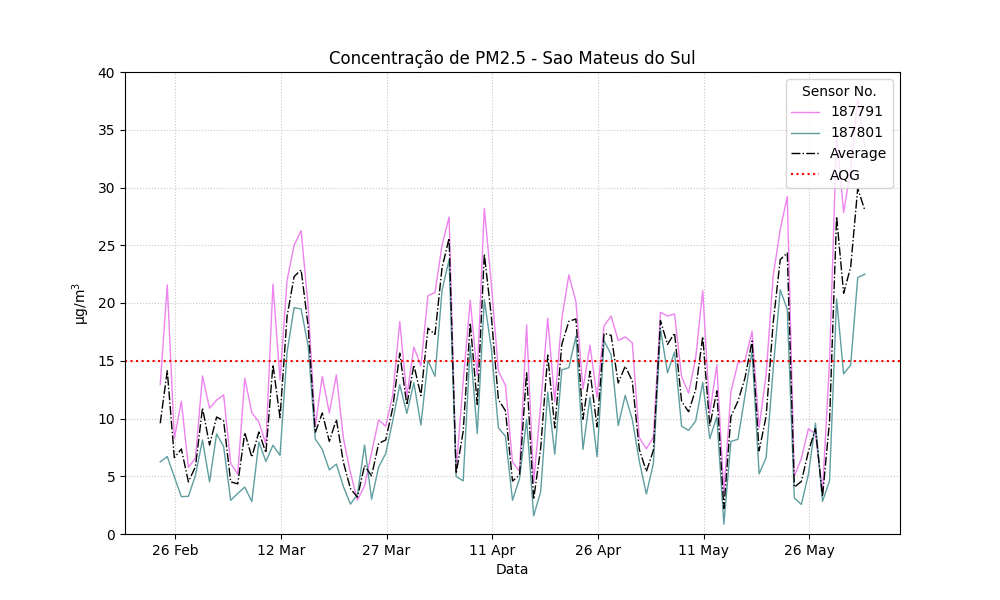 Concentração de PM2.5 - Sao Mateus do Sul
40
35
30
25
20
15
10
5
0
µg/m³
Sensor No.
187791
187801
Average
AQG
26 Feb
12 Mar
27 Mar
11 Apr
26 Apr
11 May
26 May
Data